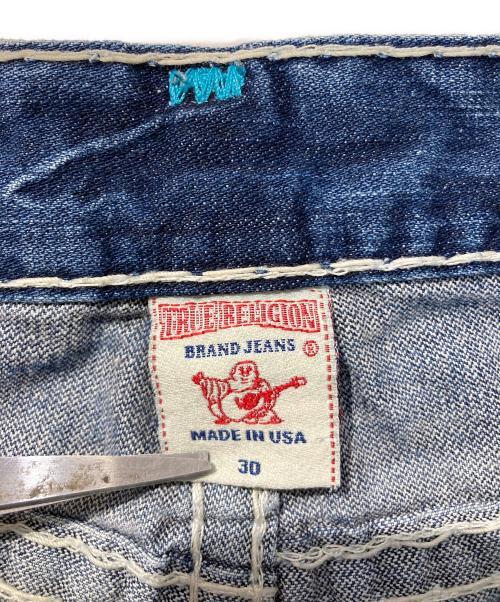 TRUE RELIGION
BRAND JEANS ®
MADE IN USA
30